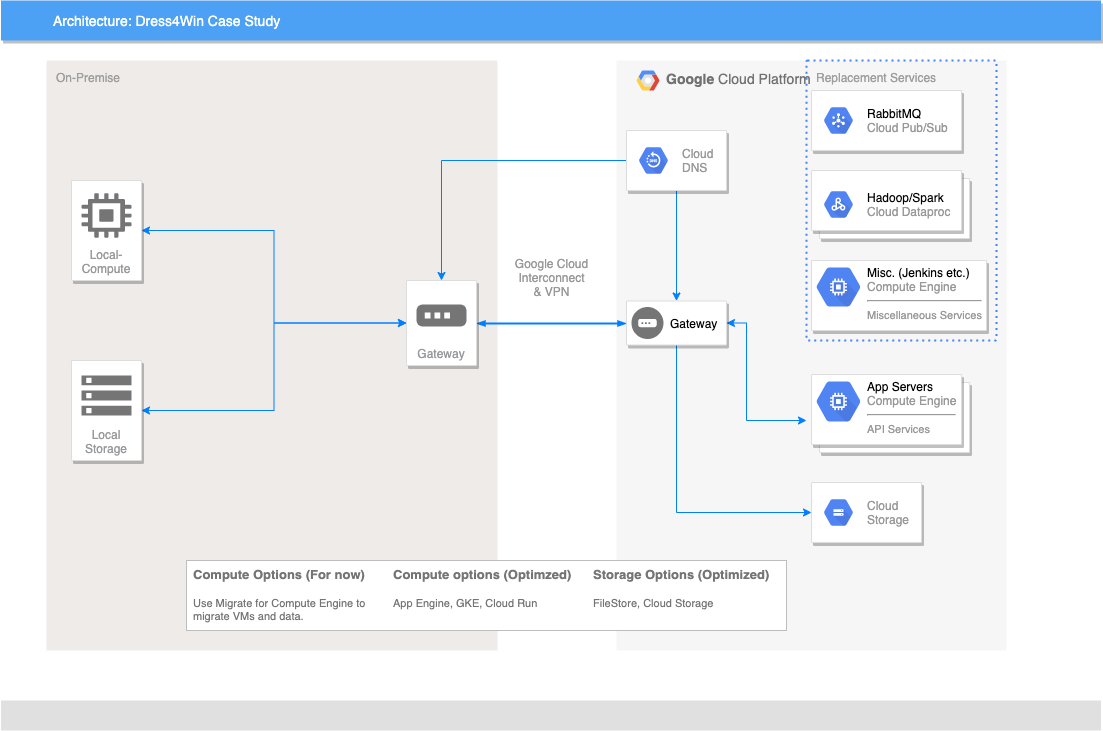 Architecture: Dress4Win Case Study
On-Premise
Local-
Compute
Local
Storage
Gateway
Google Cloud
Interconnect
& VPN
Google Cloud Platform
Cloud
DNS
Gateway
Replacement Services
RabbitMQ
Cloud Pub/Sub
Hadoop/Spark
Cloud Dataproc
Misc. (Jenkins etc.)
Compute Engine
Miscellaneous Services
App Servers
Compute Engine
API Services
Cloud
Storage
Compute Options (For now)
Use Migrate for Compute Engine to
migrate VMs and data.
Compute options (Optimzed)
App Engine, GKE, Cloud Run
Storage Options (Optimized)
FileStore, Cloud Storage